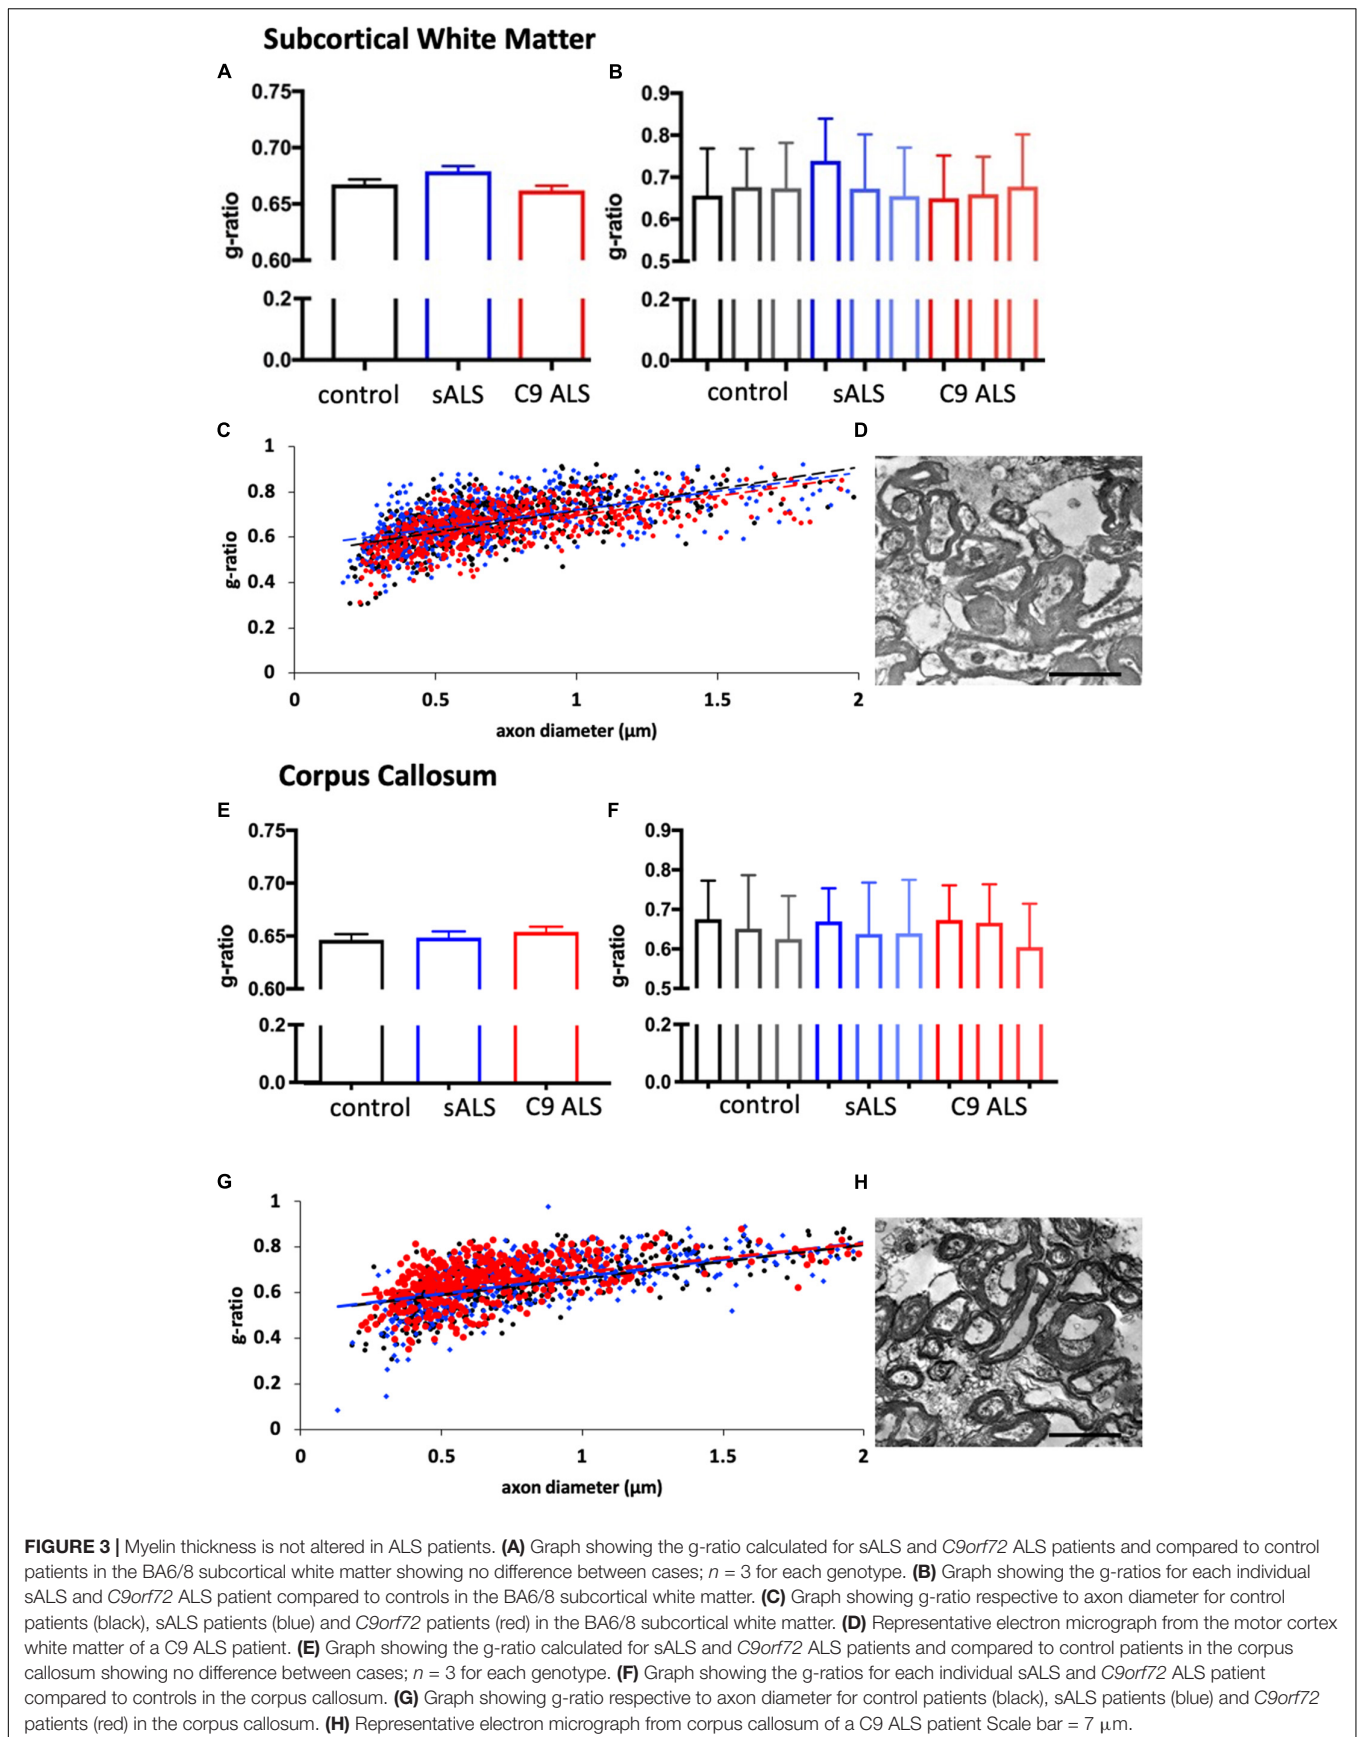 Subcortical White Matter
A
B
0.75
0.70
0.65
0.60
0.2
0.0
g-ratio
control sALS C9 ALS
0.9
0.8
0.7
0.6
0.5
0.2
0.0
g-ratio
control sALS C9 ALS
C
D
1
0.8
0.6
0.4
0.2
0
g-ratio
0 0.5 1 1.5 2
axon diameter (μm)
Corpus Callosum
E
F
0.75
0.70
0.65
0.60
0.2
0.0
g-ratio
control sALS C9 ALS
0.9
0.8
0.7
0.6
0.5
0.2
0.0
g-ratio
control sALS C9 ALS
G
H
1
0.8
0.6
0.4
0.2
0
g-ratio
0 0.5 1 1.5 2
axon diameter (μm)
FIGURE 3 | Myelin thickness is not altered in ALS patients. (A) Graph showing the g-ratio calculated for sALS and C9orf72 ALS patients and compared to control
patients in the BA6/8 subcortical white matter showing no difference between cases; n = 3 for each genotype. (B) Graph showing the g-ratios for each individual
sALS and C9orf72 ALS patient compared to controls in the BA6/8 subcortical white matter. (C) Graph showing g-ratio respective to axon diameter for control
patients (black), sALS patients (blue) and C9orf72 patients (red) in the BA6/8 subcortical white matter. (D) Representative electron micrograph from the motor cortex
white matter of a C9 ALS patient. (E) Graph showing the g-ratio calculated for sALS and C9orf72 ALS patients and compared to control patients in the corpus
callosum showing no difference between cases; n = 3 for each genotype. (F) Graph showing the g-ratios for each individual sALS and C9orf72 ALS patient
compared to controls in the corpus callosum. (G) Graph showing g-ratio respective to axon diameter for control patients (black), sALS patients (blue) and C9orf72
patients (red) in the corpus callosum. (H) Representative electron micrograph from corpus callosum of a C9 ALS patient Scale bar = 7 μm.